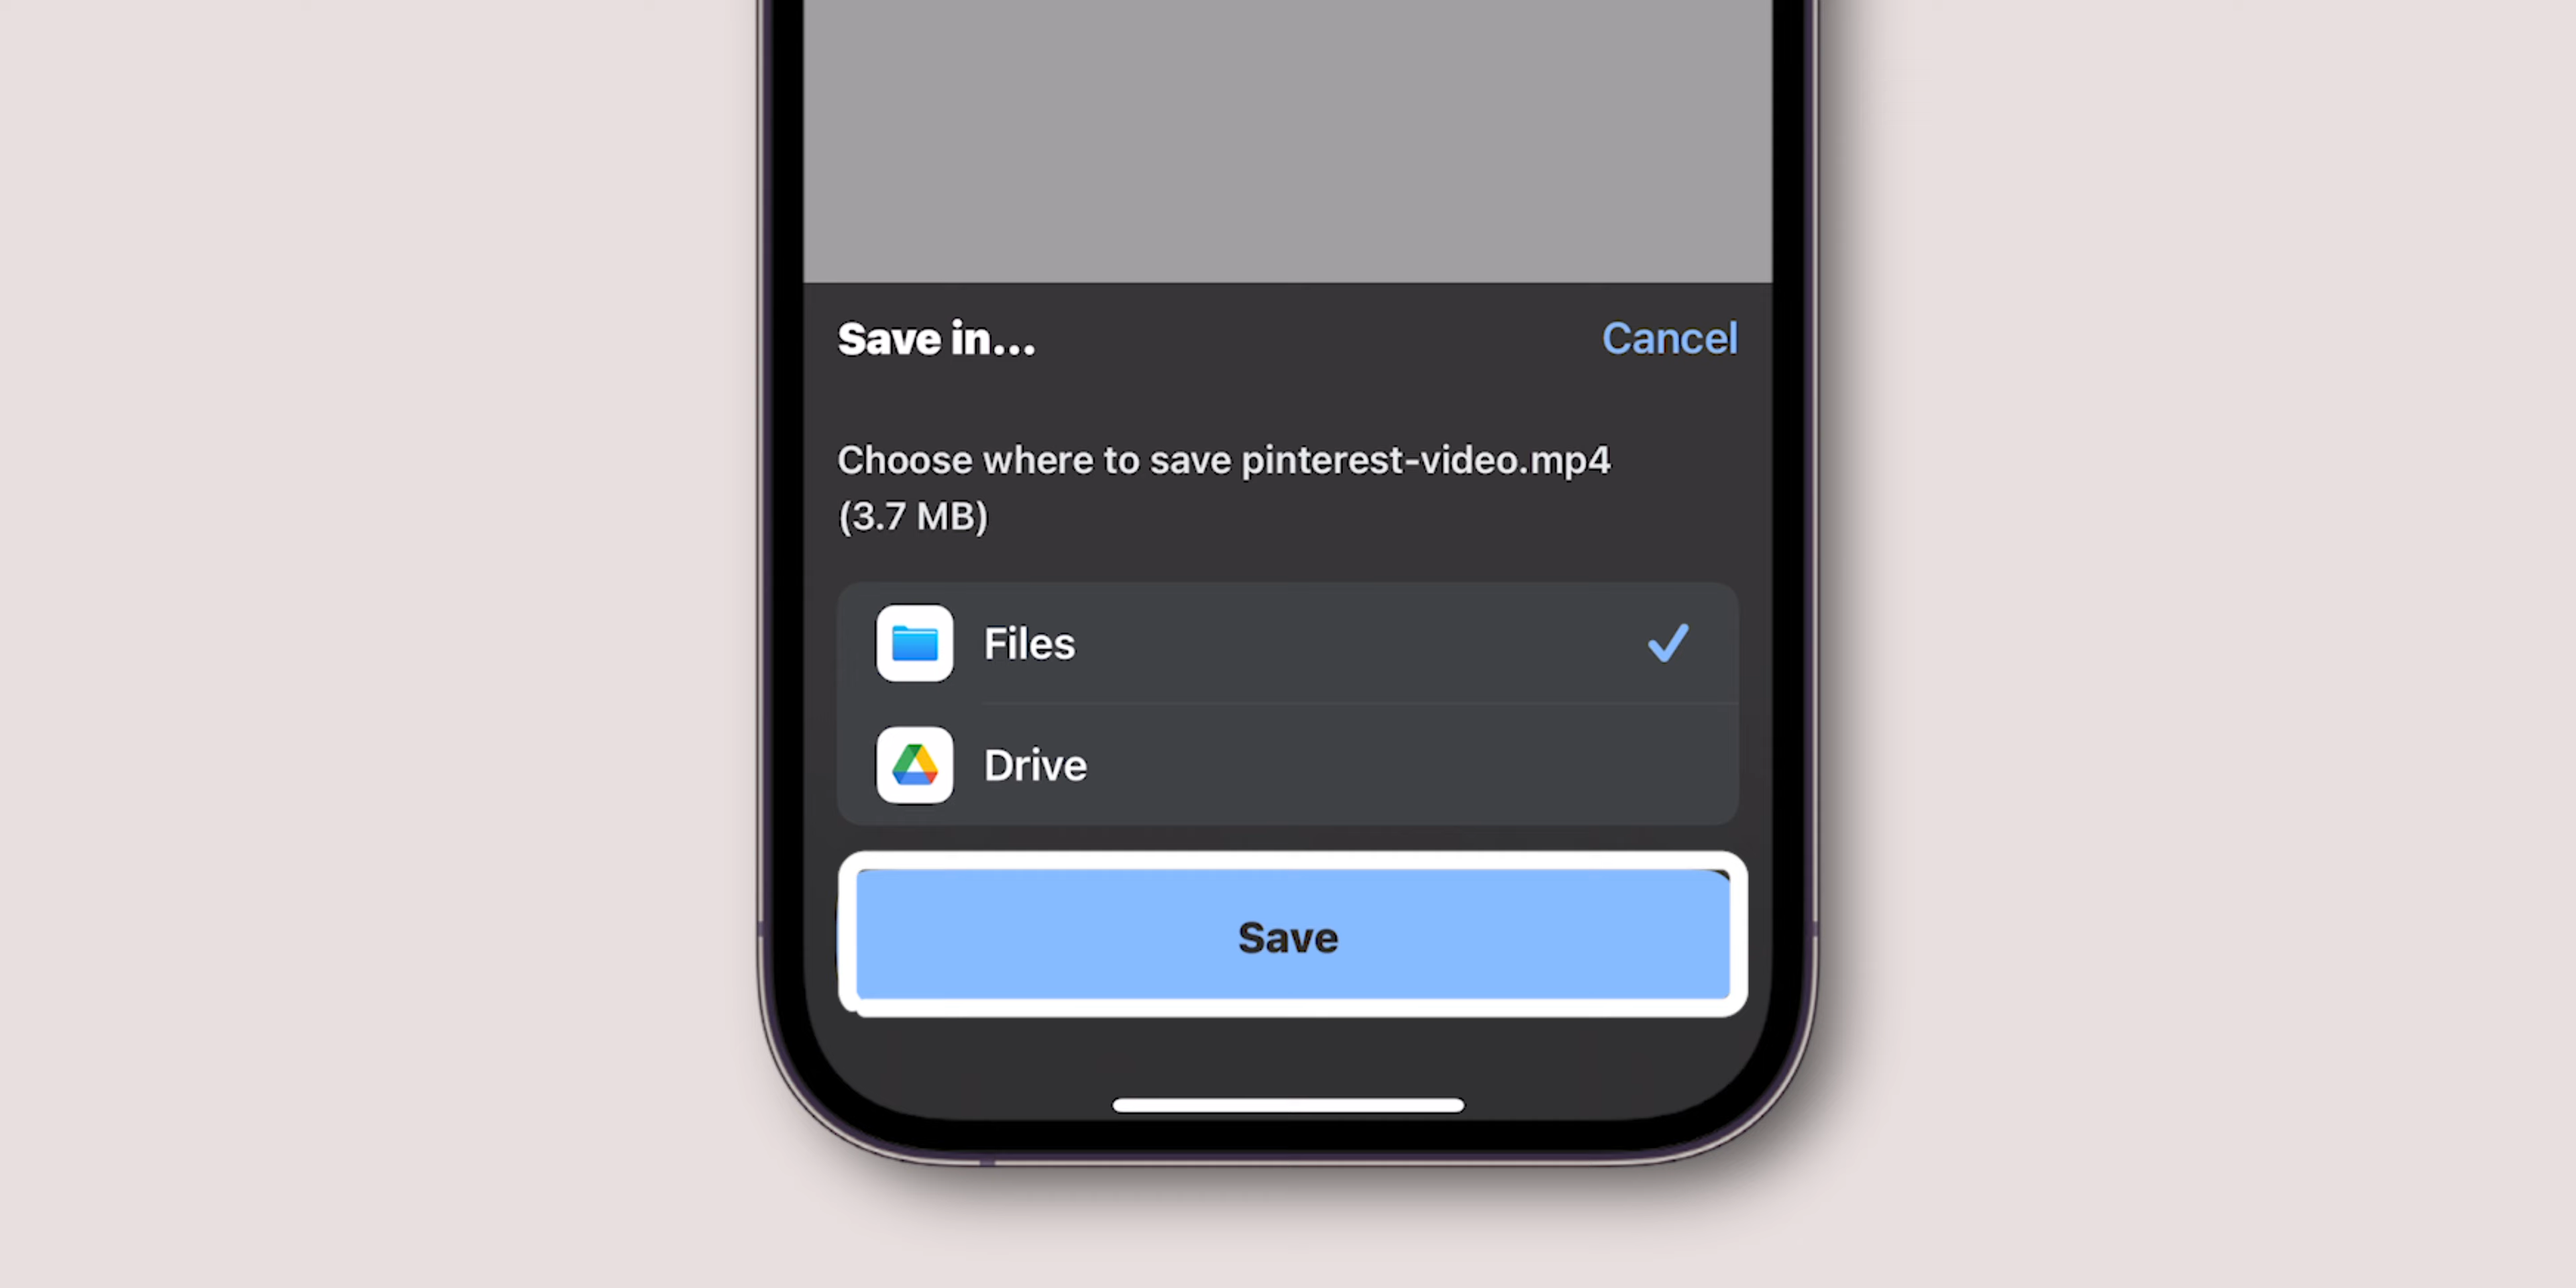 Save in...
Cancel
Choose where to save pinterest-video.mp4
(3.7 MB)
Files
Drive
Save